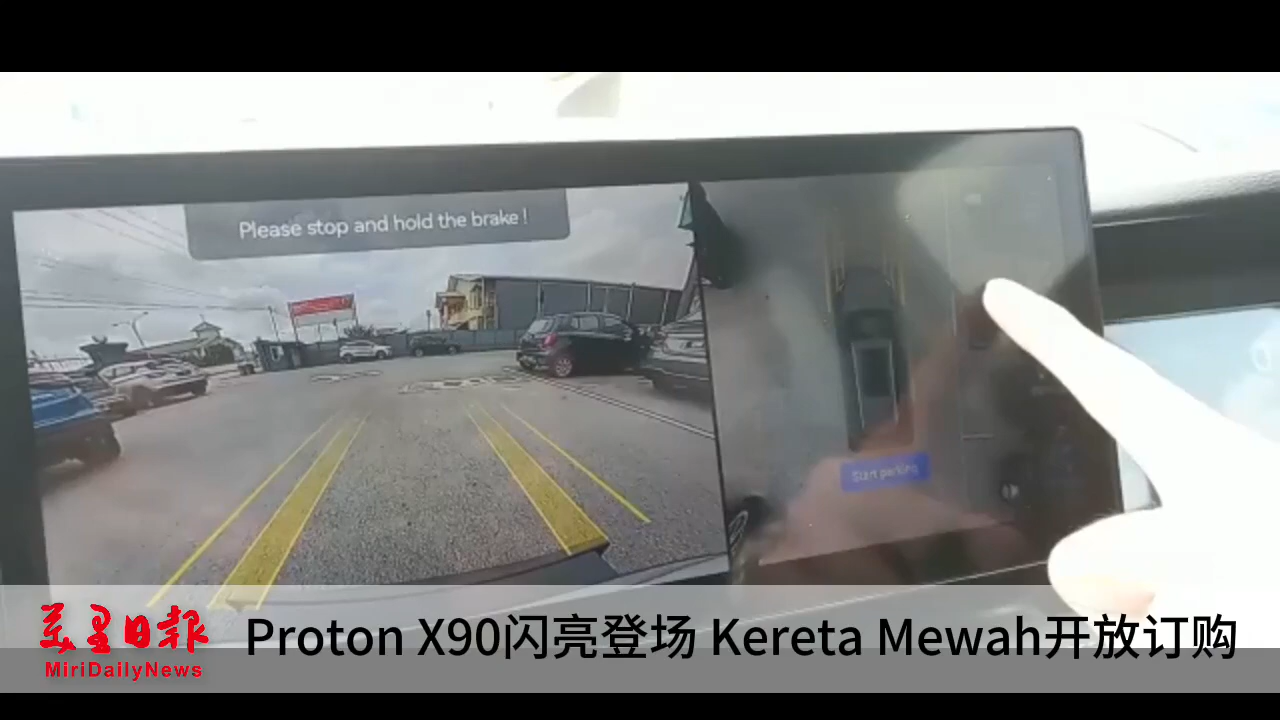 Please stop and hold the brake !
Start parking
美里日報
MiriDailyNews
Proton X90闪亮登场 Kereta Mewah开放订购